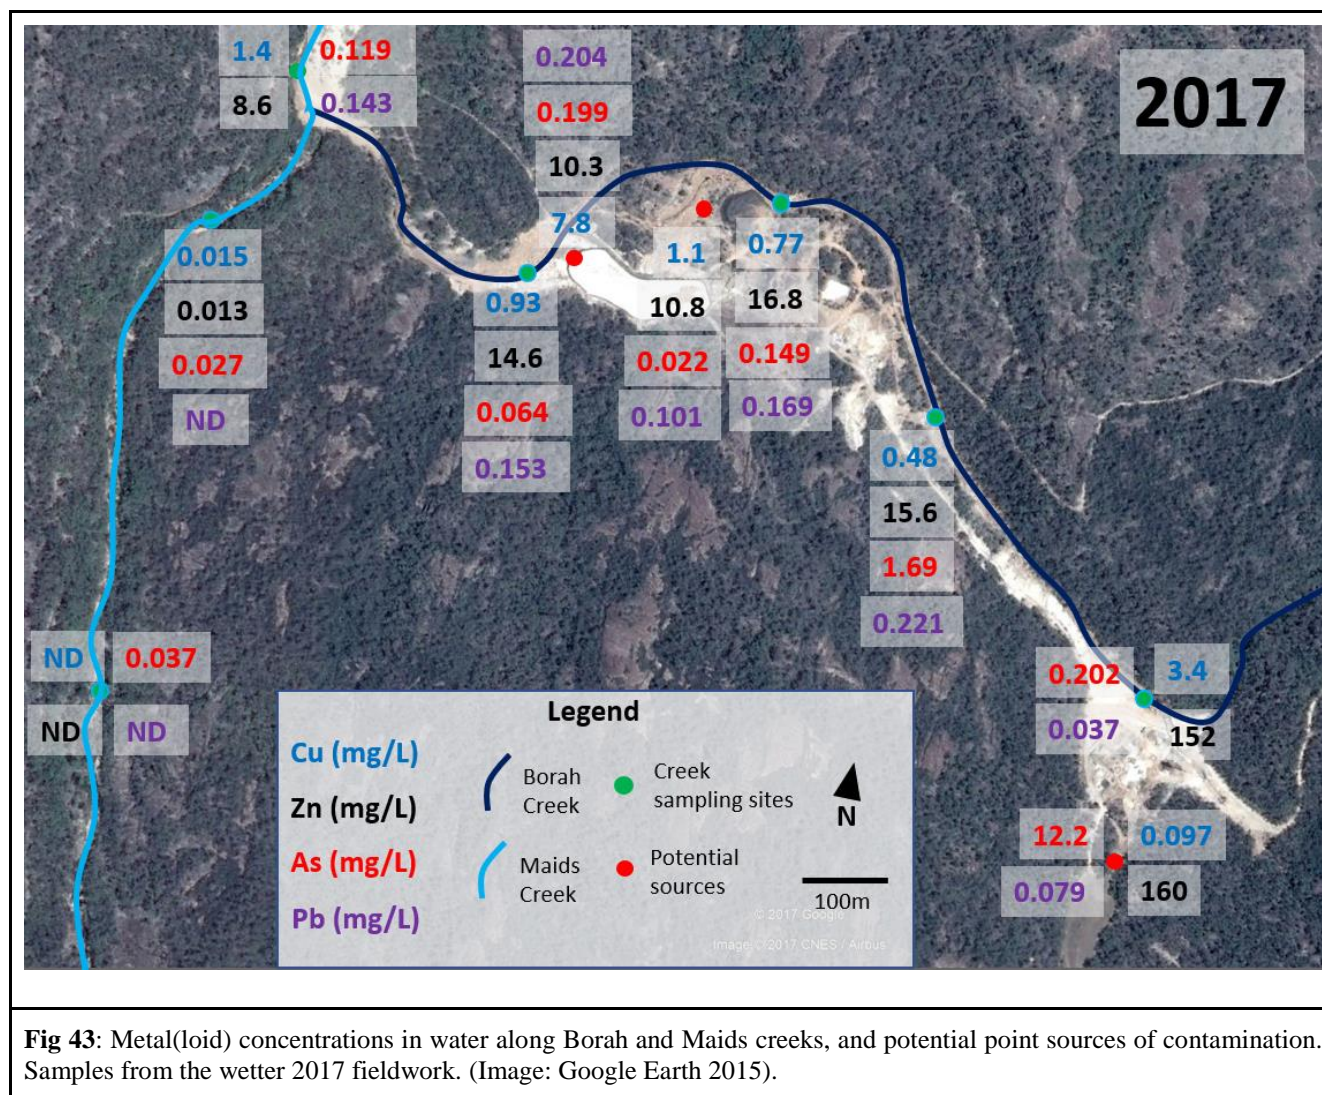 2017
1.4 0.119
8.6 0.143
0.204
0.199
10.3
7.8
0.015
0.013
0.027
ND
0.93
14.6
0.064
0.153
1.1
10.8
0.022
0.101
0.77
16.8
0.149
0.169
0.48
15.6
1.69
0.221
ND 0.037
ND ND
0.202 3.4
0.037 152
12.2 0.097
0.079 160
Legend
Cu (mg/L)
Zn (mg/L)
As (mg/L)
Pb (mg/L)
Borah
Creek
Maids
Creek
Creek
sampling sites
Potential
sources
N
100m
© 2017 Google
Image © 2017 CNES / Airbus
Fig 43: Metal(loid) concentrations in water along Borah and Maids creeks, and potential point sources of contamination.
Samples from the wetter 2017 fieldwork. (Image: Google Earth 2015).